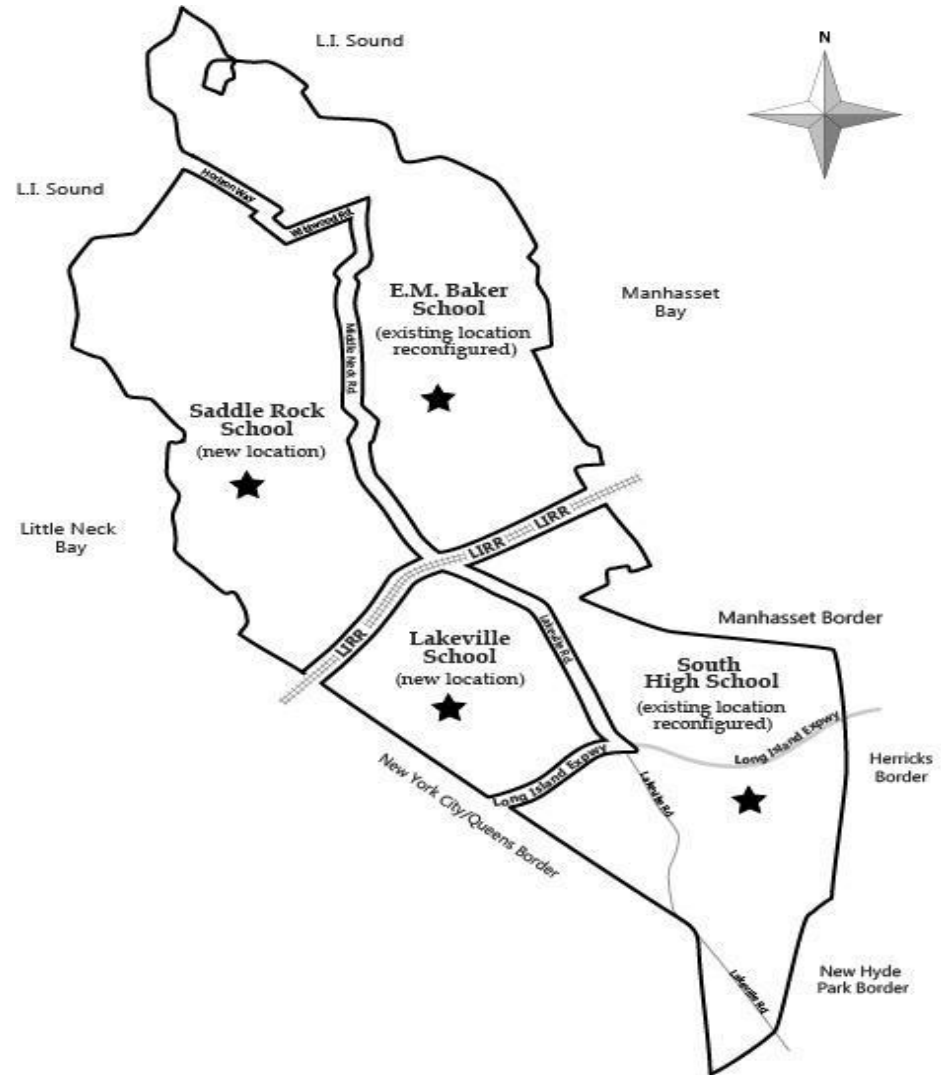 L.I. Sound
N
L.I. Sound
Horizon Way
Wildwood Rd.
E.M. Baker
School
(existing location
reconfigured)
Manhasset
Bay
Middle Neck Rd.
Saddle Rock
School
(new location)
Little Neck
Bay
LIRR
LIRR
LIRR
Manhasset Border
Lakeville Rd.
Lakeville
School
(new location)
South
High School
(existing location
reconfigured)
Long Island Expwy
Herricks
Border
Long Island Expwy
New York City/Queens Border
Lakeville Rd.
New Hyde
Park Border
Lakeville Rd.